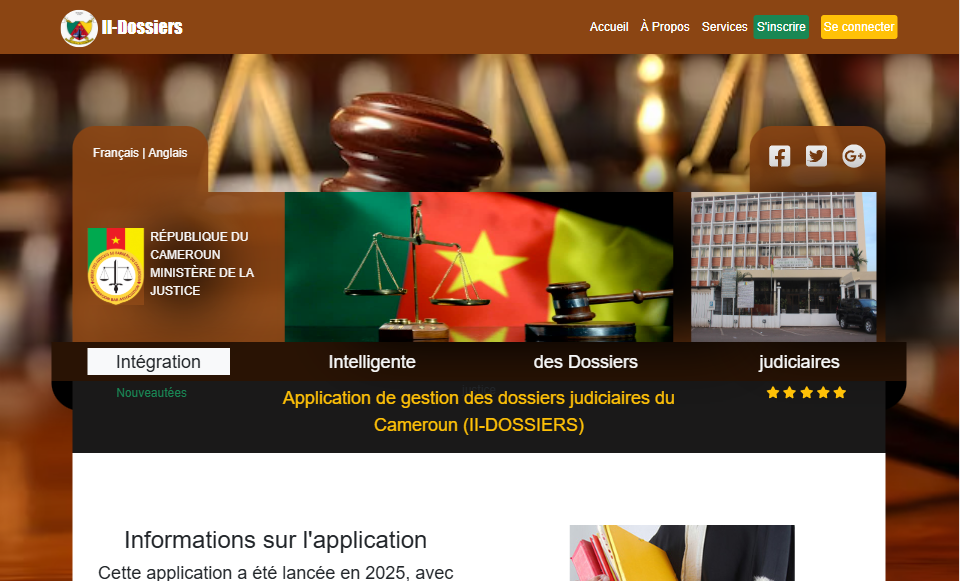 II-Dossiers
Accueil À Propos Services S'inscrire Se connecter
Français | Anglais
RÉPUBLIQUE DU
CAMEROUN
MINISTÈRE DE LA
JUSTICE
Intégration Intelligente des Dossiers judiciaires
Nouveautées
Application de gestion des dossiers judiciaires du
Cameroun (II-DOSSIERS)
Informations sur l'application
Cette application a été lancée en 2025, avec